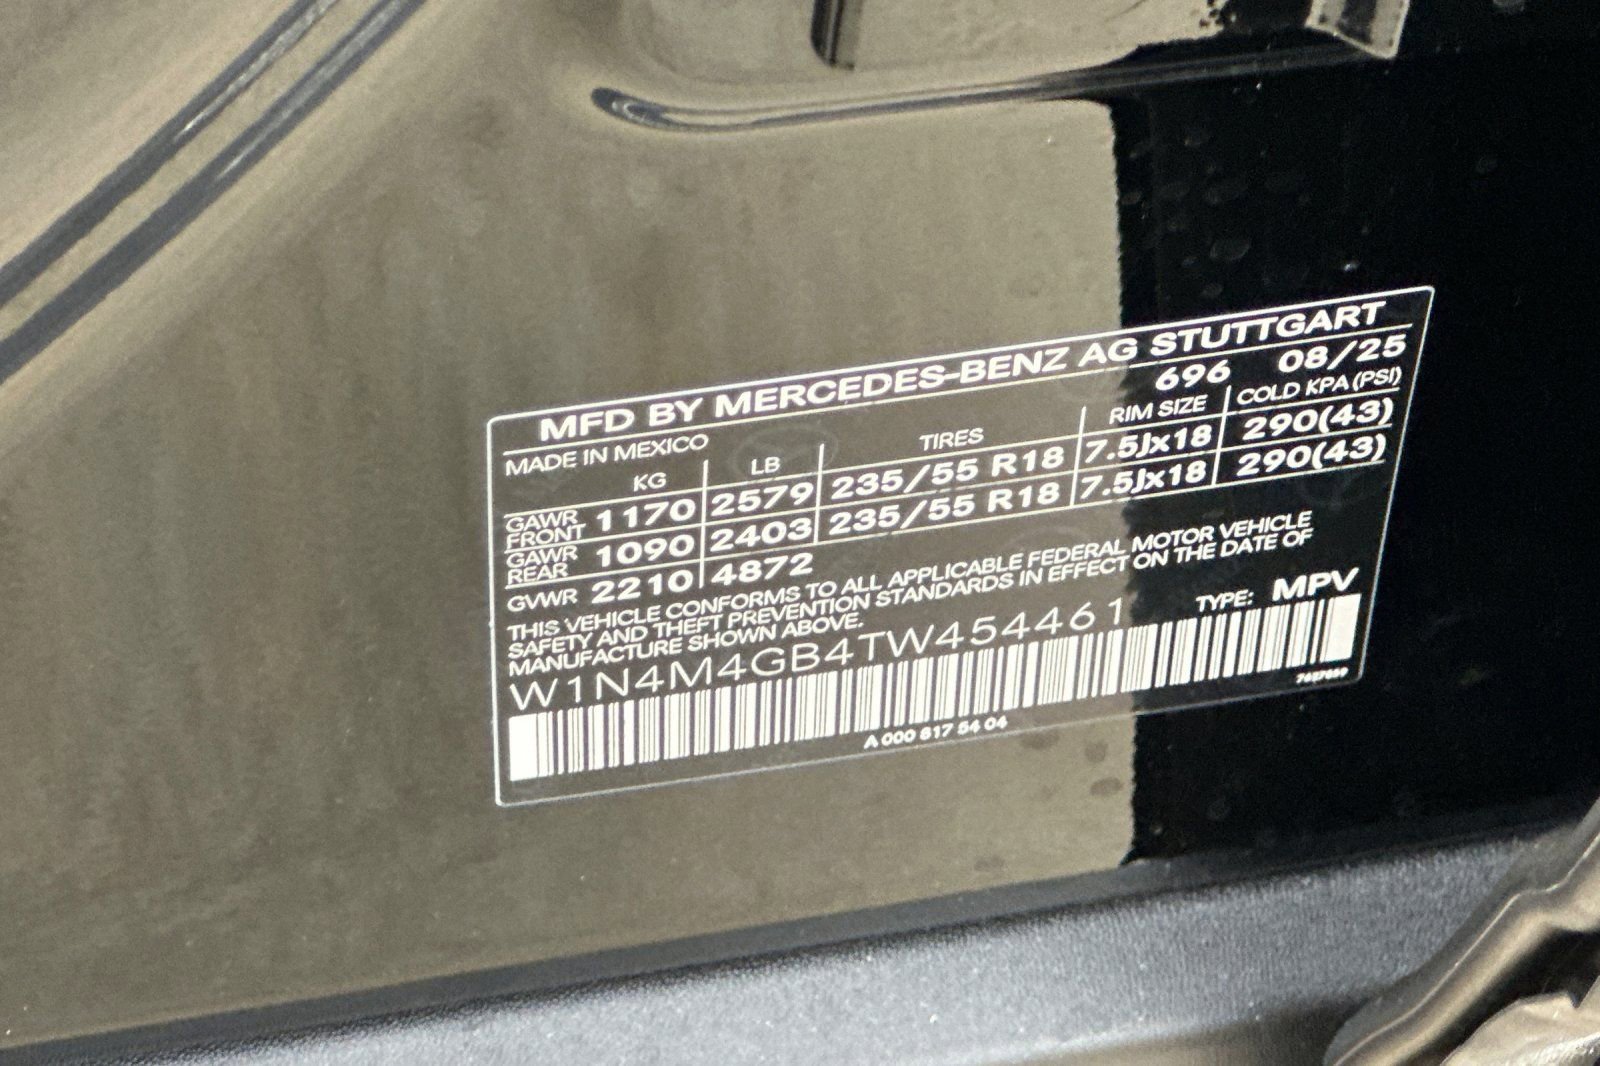 MFD BY MERCEDES-BENZ AG STUTTGART
MADE IN MEXICO 696 08/25
KG LB TIRES RIM SIZE COLD KPA (PSI)
GAWR FRONT 1170 2579 235/55 R18 7.5Jx18 290(43)
GAWR REAR 1090 2403 235/55 R18 7.5Jx18 290(43)
GVWR 2210 4872
THIS VEHICLE CONFORMS TO ALL APPLICABLE FEDERAL MOTOR VEHICLE
SAFETY AND THEFT PREVENTION STANDARDS IN EFFECT ON THE DATE OF
MANUFACTURE SHOWN ABOVE.
W1N4M4GB4TW454461 TYPE: MPV
A 000 817 54 04